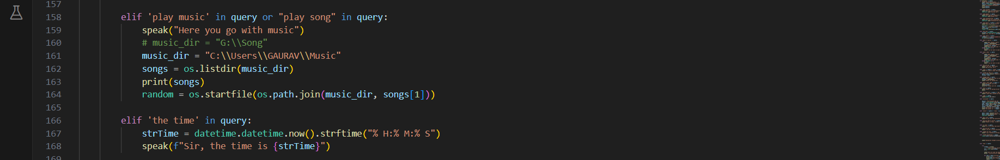 157
158 elif 'play music' in query or "play song" in query:
159 speak("Here you go with music")
160 # music_dir = "G:\\Song"
161 music_dir = "C:\\Users\\GAURAV\\Music"
162 songs = os.listdir(music_dir)
163 print(songs)
164 random = os.startfile(os.path.join(music_dir, songs[1]))
165
166 elif 'the time' in query:
167 strTime = datetime.datetime.now().strftime("% H:% M:% S")
168 speak(f"Sir, the time is {strTime}")
169